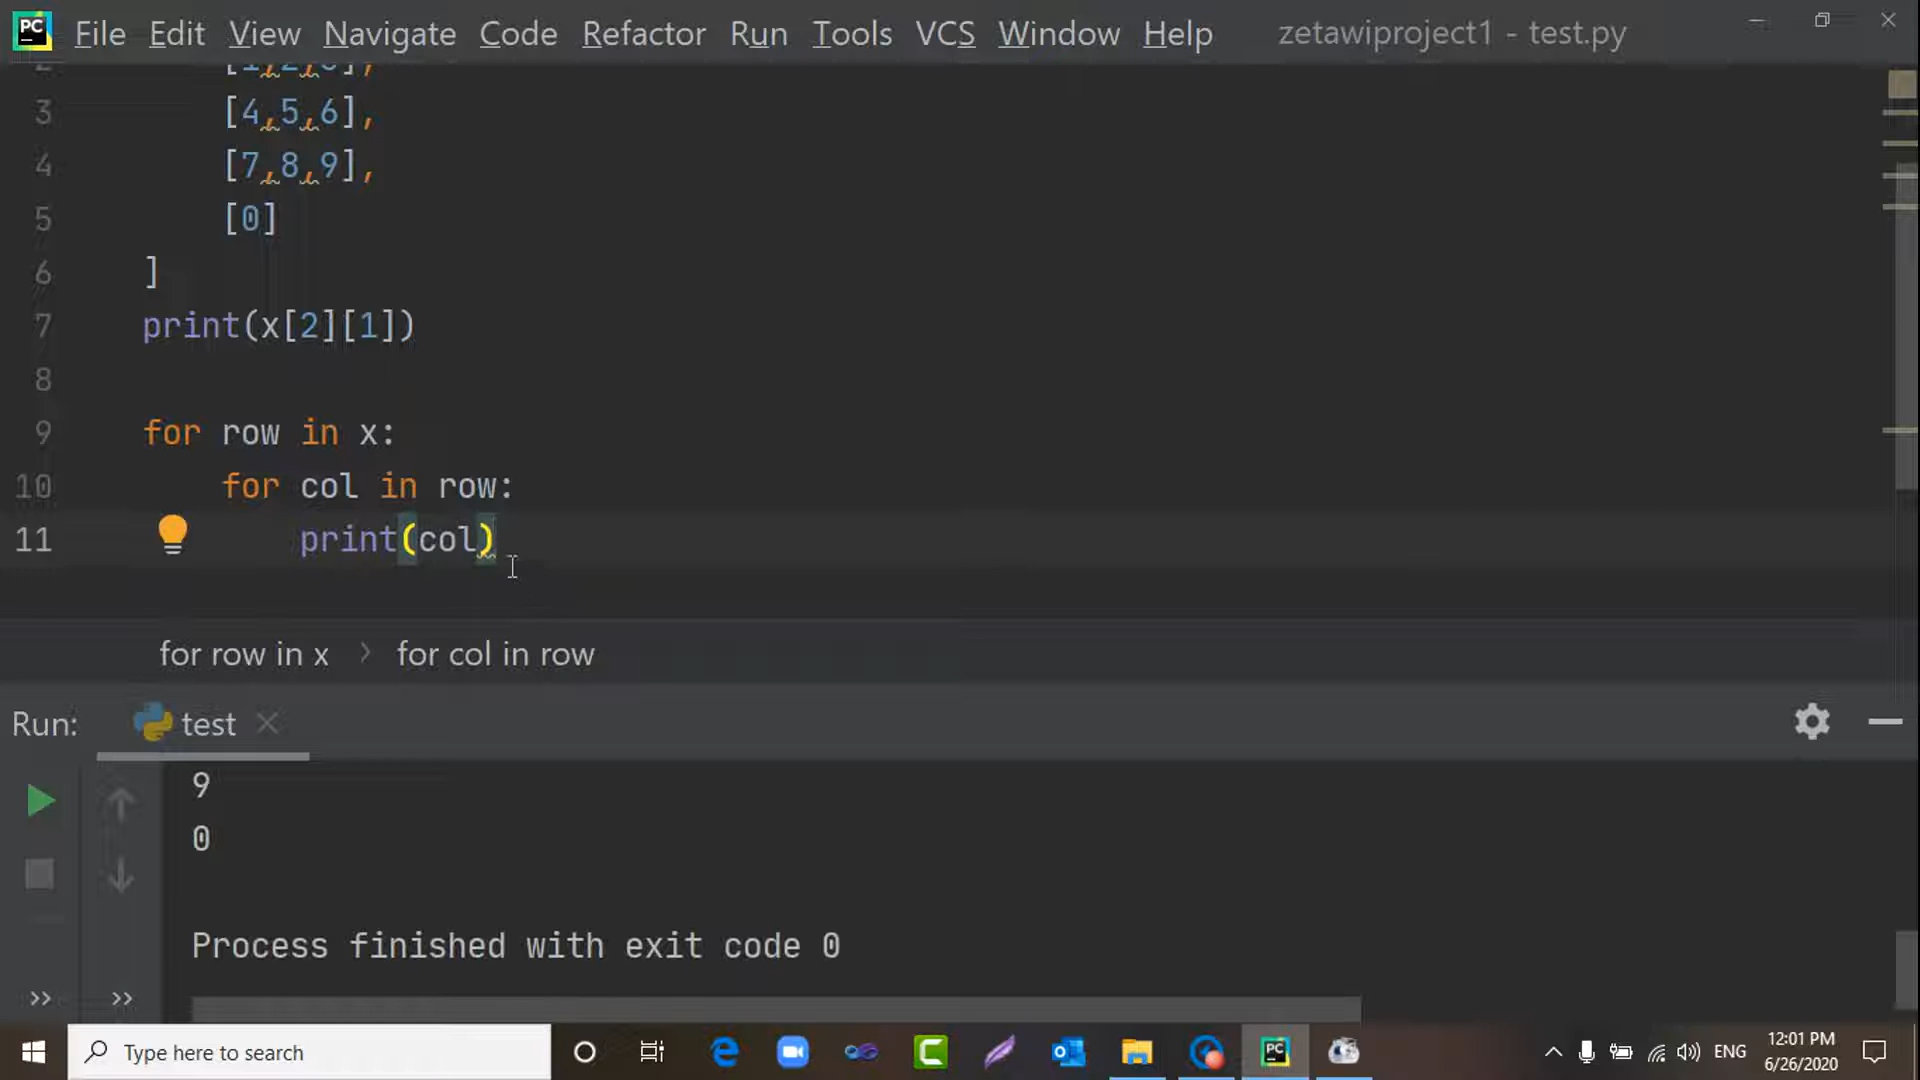 PC File Edit View Navigate Code Refactor Run Tools VCS Window Help zetawiproject1 - test.py
3 [4,5,6],
4 [7,8,9],
5 [0]
6 ]
7 print(x[2][1])
8
9 for row in x:
10 for col in row:
11 print(col)
for row in x > for col in row
Run: test
9
0
Process finished with exit code 0
>> >>
Type here to search
PC
ENG
12:01 PM
6/26/2020